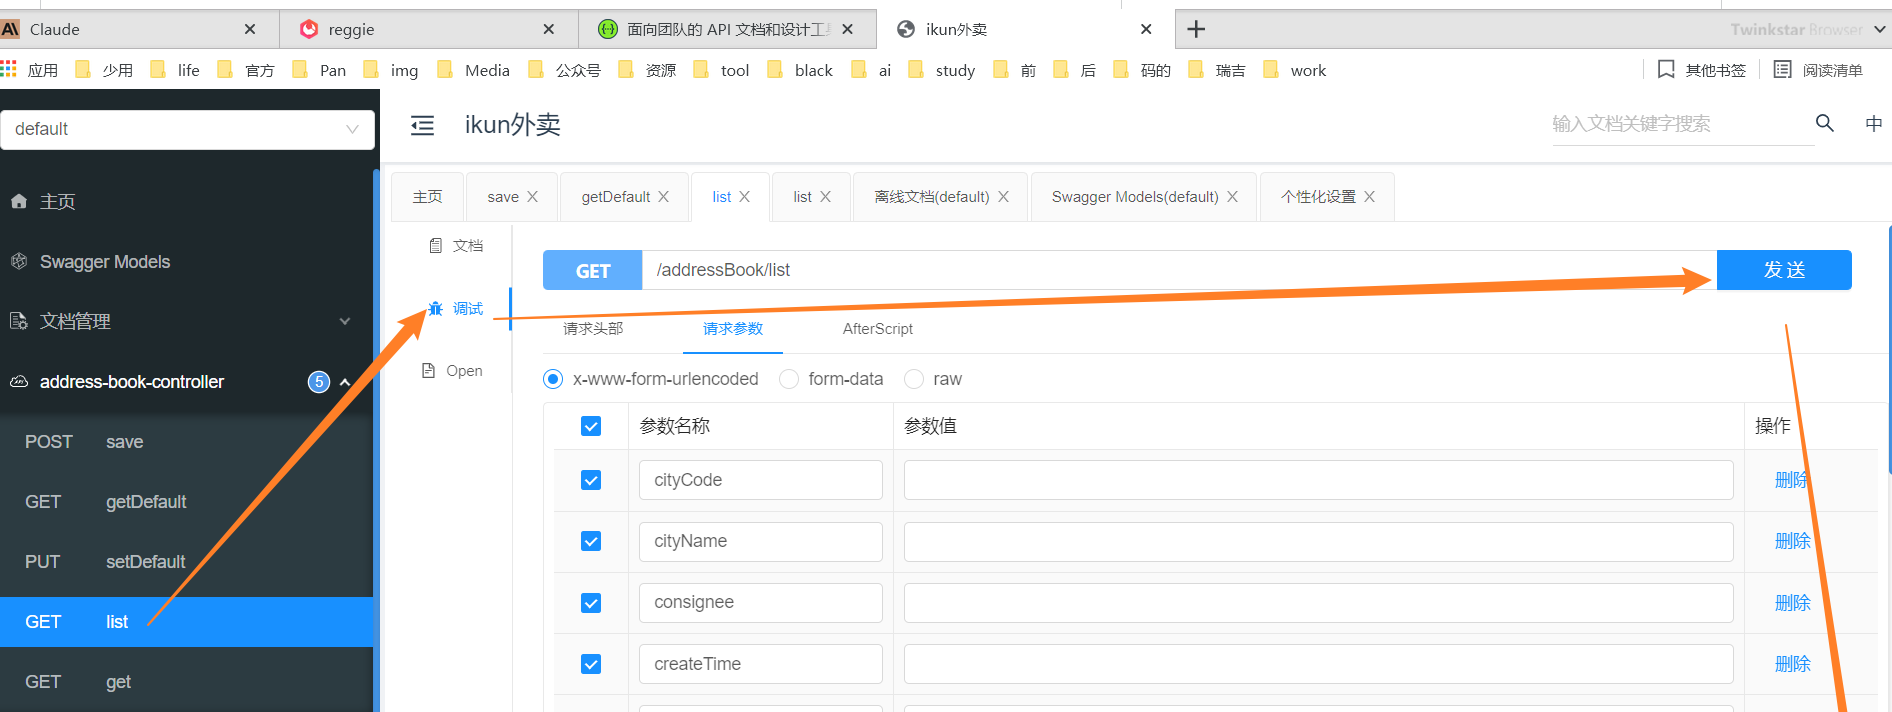 Claude
reggie
面向团队的 API 文档和设计工具
ikun外卖
Twinkstar Browser
应用 少用 life 官方 Pan img Media 公众号 资源 tool black ai study 前 后 码的 瑞吉 work 其他书签 阅读清单
default
ikun外卖
输入文档关键字搜索
中
主页
Swagger Models
文档管理
address-book-controller 5
POST save
GET getDefault
PUT setDefault
GET list
GET get
主页 save getDefault list list 离线文档(default) Swagger Models(default) 个性化设置
文档
调试
Open
GET /addressBook/list 发 送
请求头部 请求参数 AfterScript
x-www-form-urlencoded form-data raw
参数名称 参数值 操作
cityCode 删除
cityName 删除
consignee 删除
createTime 删除